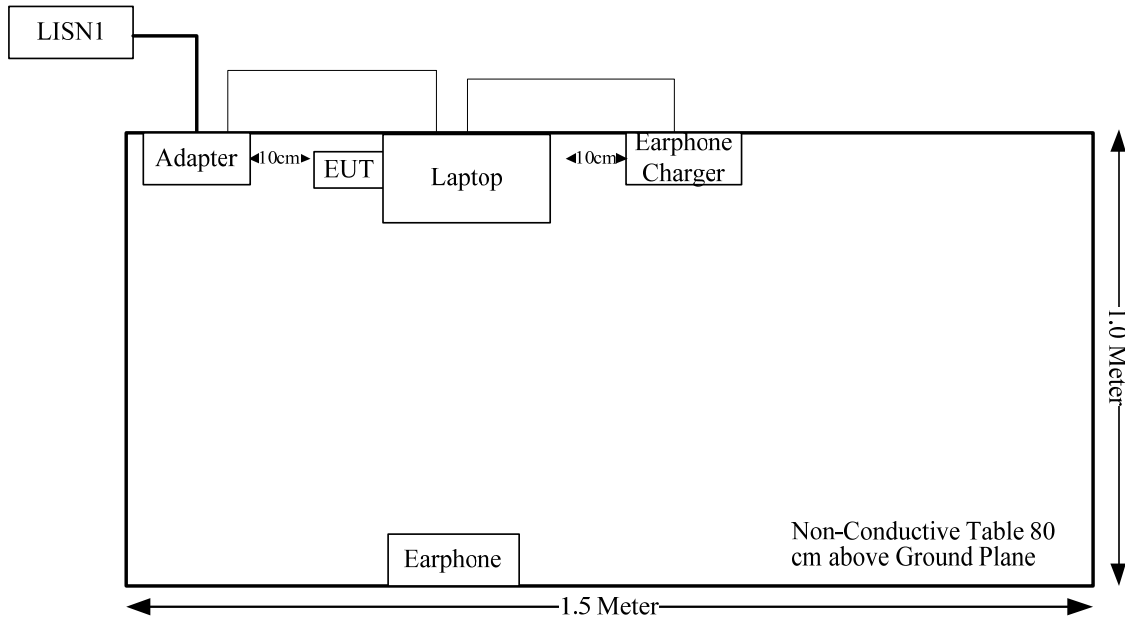 LISN1
Adapter
10cm
EUT
Laptop
10cm
Earphone
Charger
1.0 Meter
Earphone
Non-Conductive Table 80
cm above Ground Plane
1.5 Meter